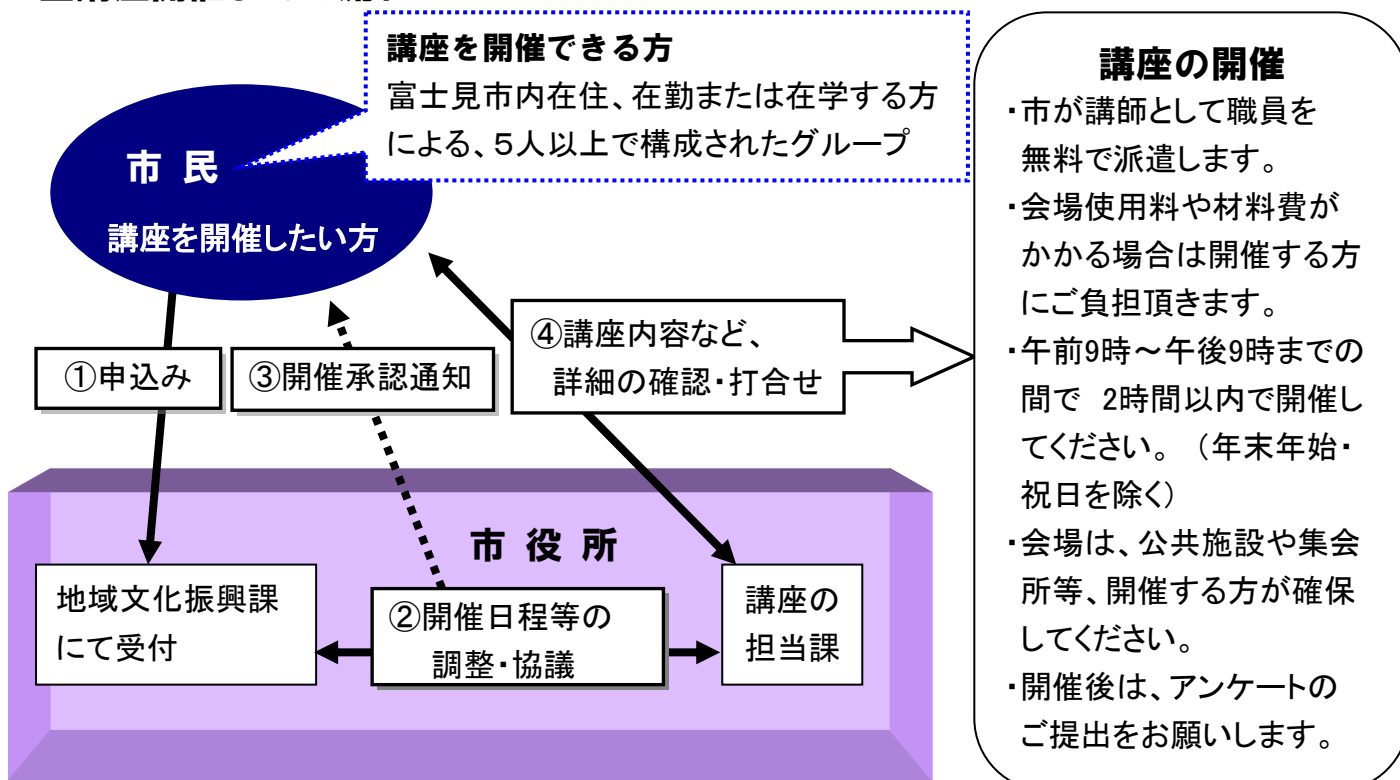 講座を開催できる方
富士見市内在住、在勤または在学する方
による、5人以上で構成されたグループ
市 民
講座を開催したい方
①申込み
③開催承認通知
④講座内容など、
詳細の確認・打合せ
市 役 所
地域文化振興課
にて受付
②開催日程等の
調整・協議
講座の
担当課
講座の開催
・市が講師として職員を
無料で派遣します。
・会場使用料や材料費が
かかる場合は開催する方
にご負担頂きます。
・午前9時～午後9時までの
間で 2時間以内で開催し
てください。（年末年始・
祝日を除く）
・会場は、公共施設や集会
所等、開催する方が確保
してください。
・開催後は、アンケートの
ご提出をお願いします。